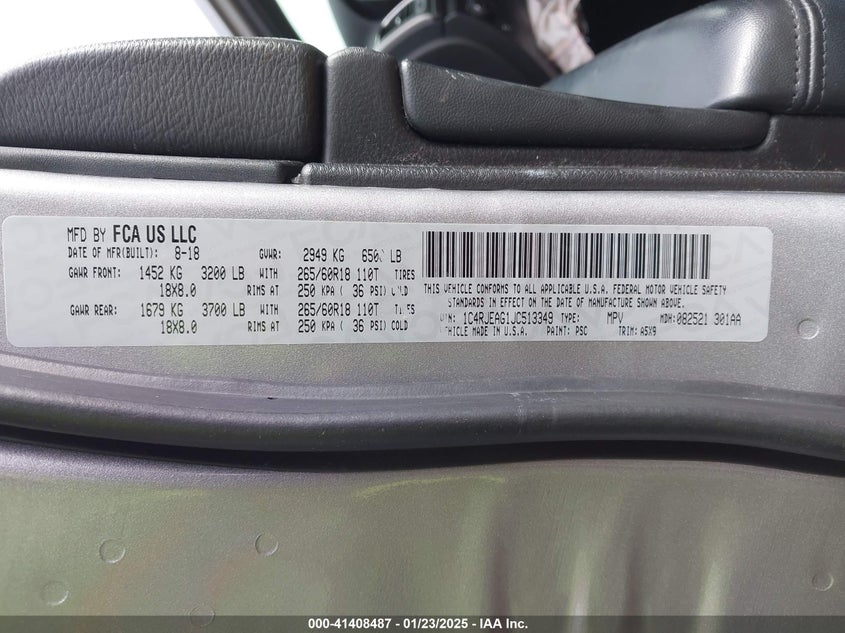 MFD BY FCA US LLC
DATE OF MFR(BUILT): 8-18 GVWR: 2949 KG LB
GAWR FRONT: 1452 KG 3200 LB WITH 265/60R18 110T TIRES
18X8.0 RIMS AT 250 KPA ( 36 PSI)
GAWR REAR: 1679 KG 3700 LB WITH 265/60R18 110T
18X8.0 RIMS AT 250 KPA ( 36 PSI) COLD
THIS VEHICLE CONFORMS TO ALL APPLICABLE U.S.A. FEDERAL MOTOR VEHICLE SAFETY
STANDARDS IN EFFECT ON THE DATE OF MANUFACTURE SHOWN ABOVE.
1C4RJEAG1JC513349 TYPE: MPV MDH: 082521 301AA
MADE IN U.S.A. PAINT: PSC TRIM: A5X9
000-41408487 - 01/23/2025 - IAA Inc.